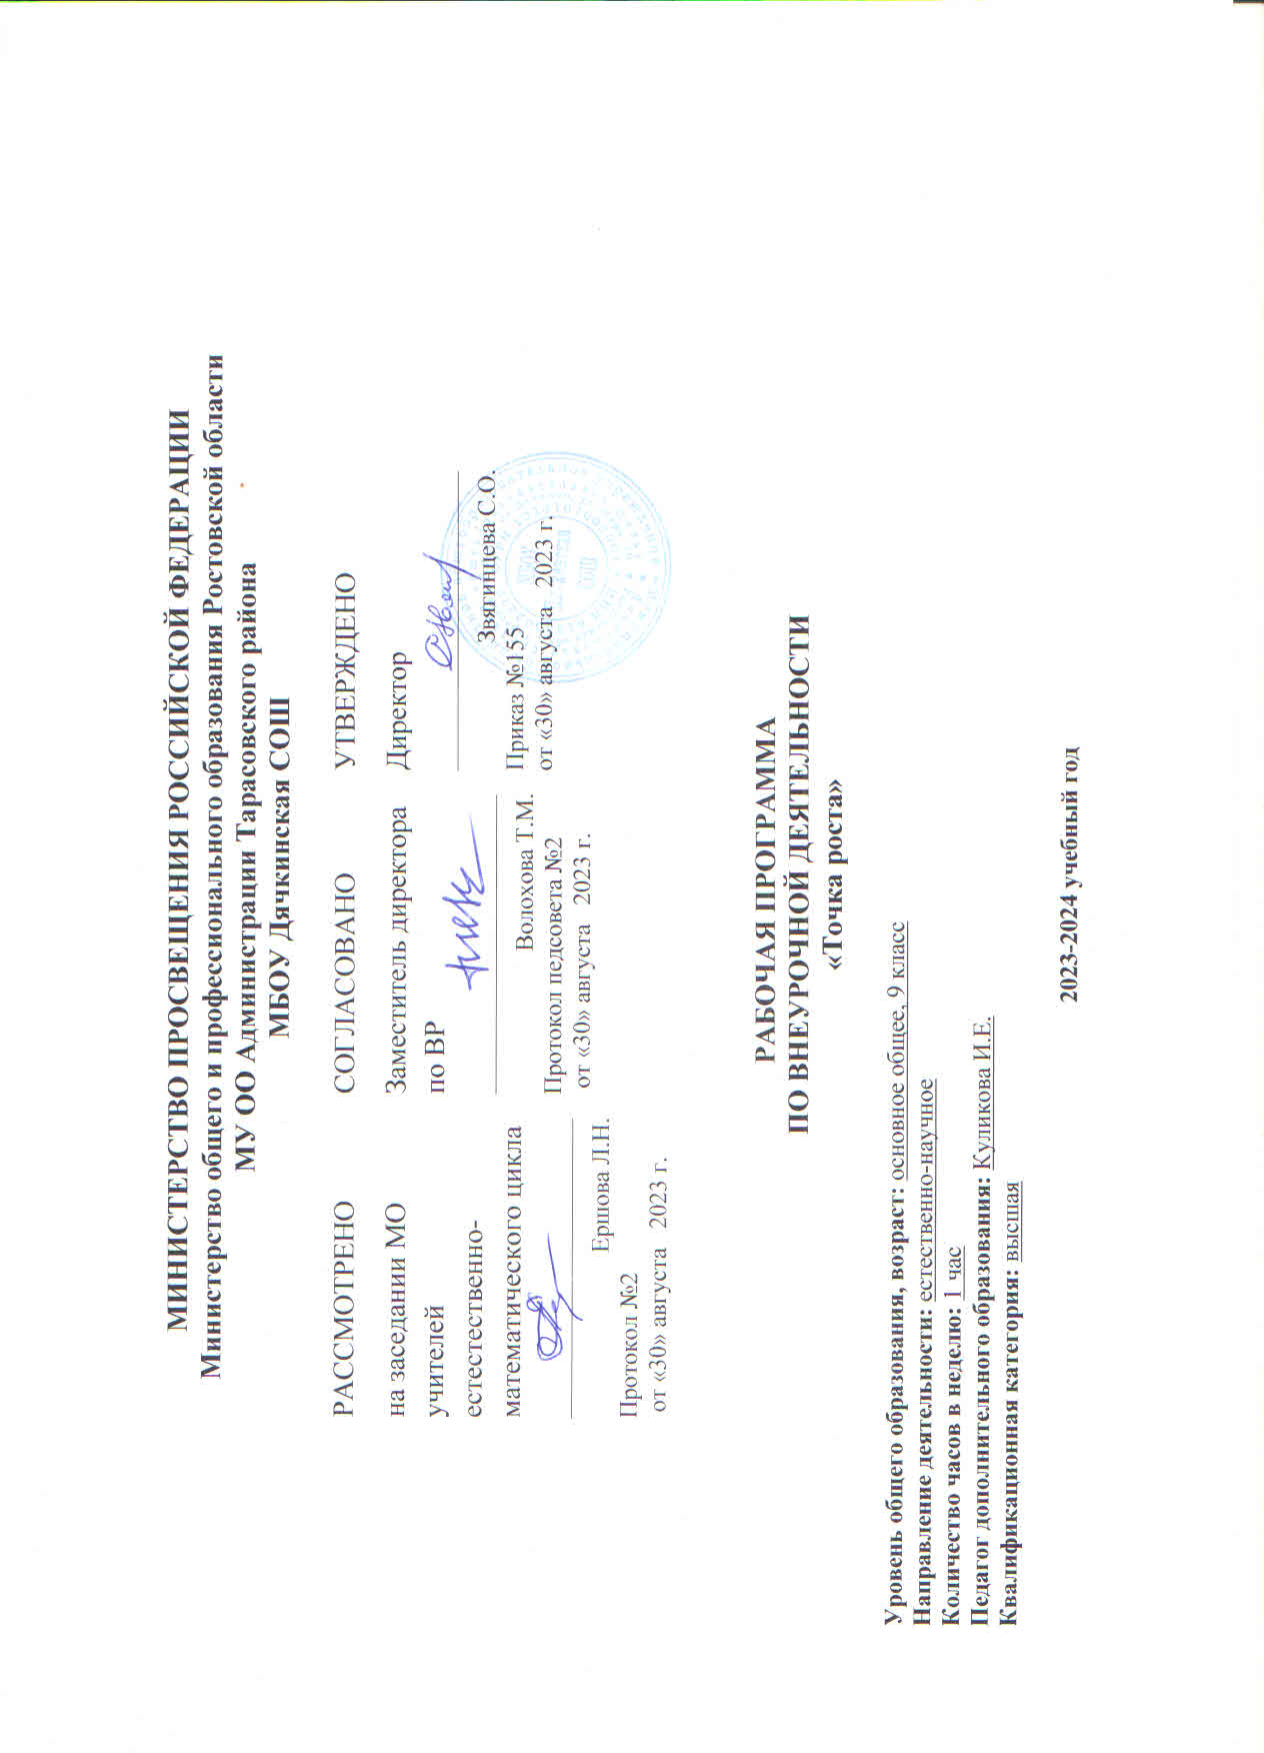 МИНИСТЕРСТВО ПРОСВЕЩЕНИЯ РОССИЙСКОЙ ФЕДЕРАЦИИ
Министерство общего и профессионального образования Ростовской области
МУ ОО Администрации Тарасовского района
МБОУ Дячкинская СОШ
РАССМОТРЕНО
на заседании МО
учителей
естестественно-
математического цикла
Ершова Л.Н.
Протокол №2
от «30» августа 2023 г.
СОГЛАСОВАНО
Заместитель директора
по ВР
Волохова Т.М.
Протокол педсовета №2
от «30» августа 2023 г.
УТВЕРЖДЕНО
Директор
Звягинцева С.О.
Приказ №155
от «30» августа 2023 г.
РАБОЧАЯ ПРОГРАММА
ПО ВНЕУРОЧНОЙ ДЕЯТЕЛЬНОСТИ
«Точка роста»
Уровень общего образования, возраст: основное общее, 9 класс
Направление деятельности: естественно-научное
Количество часов в неделю: 1 час
Педагог дополнительного образования: Куликова И.Е.
Квалификационная категория: высшая
2023-2024 учебный год